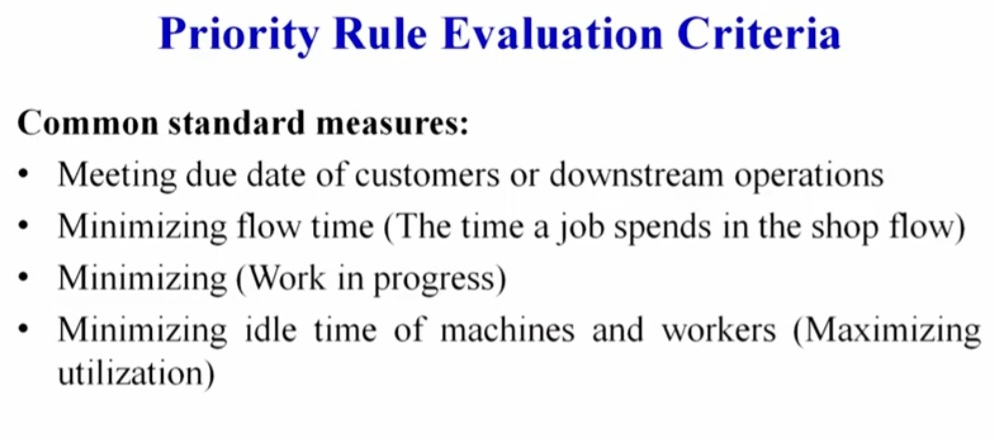 Priority Rule Evaluation Criteria
Common standard measures:
• Meeting due date of customers or downstream operations
• Minimizing flow time (The time a job spends in the shop flow)
• Minimizing (Work in progress)
• Minimizing idle time of machines and workers (Maximizing
utilization)